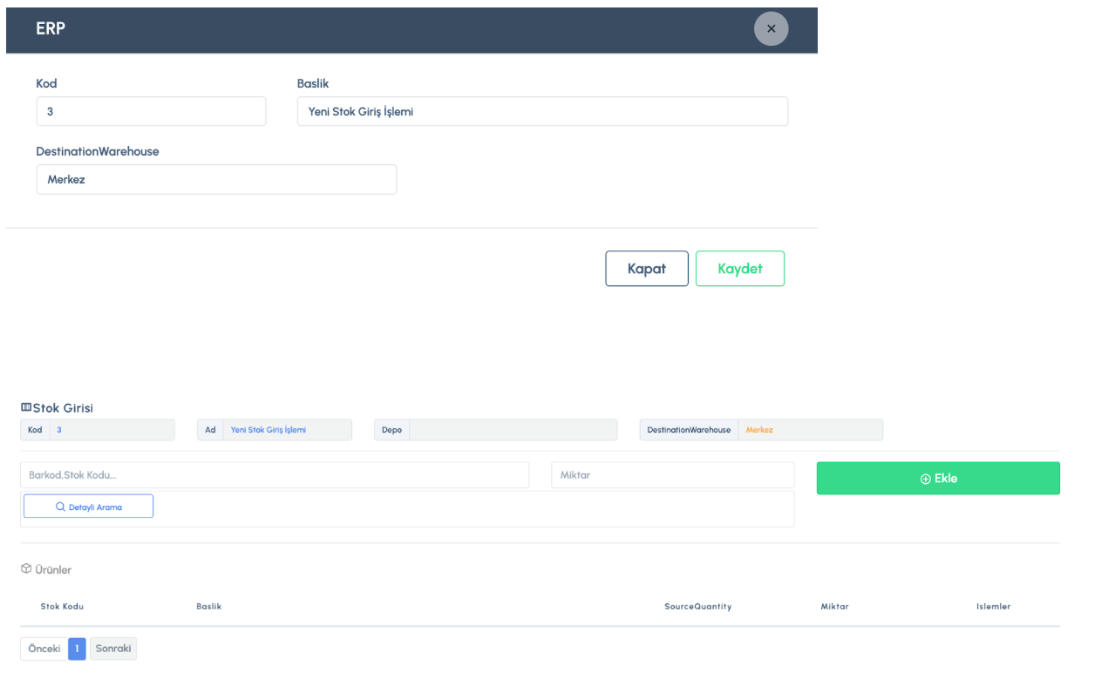 ERP
Kod
Baslik
3
Yeni Stok Giriş İşlemi
DestinationWarehouse
Merkez
Kapat
Kaydet
Stok Girisi
Kod 3 Ad Yeni Stok Giriş İşlemi Depo DestinationWarehouse Merkez
Barkod,Stok Kodu,..
Miktar
Ekle
Detayli Arama
Ürünler
Stok Kodu Baslik SourceQuantity Miktar Islemler
Önceki 1 Sonraki